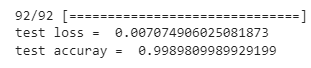 92/92 [==============================]
test loss =  0.007074906025081873
test accuray =  0.9989809989929199